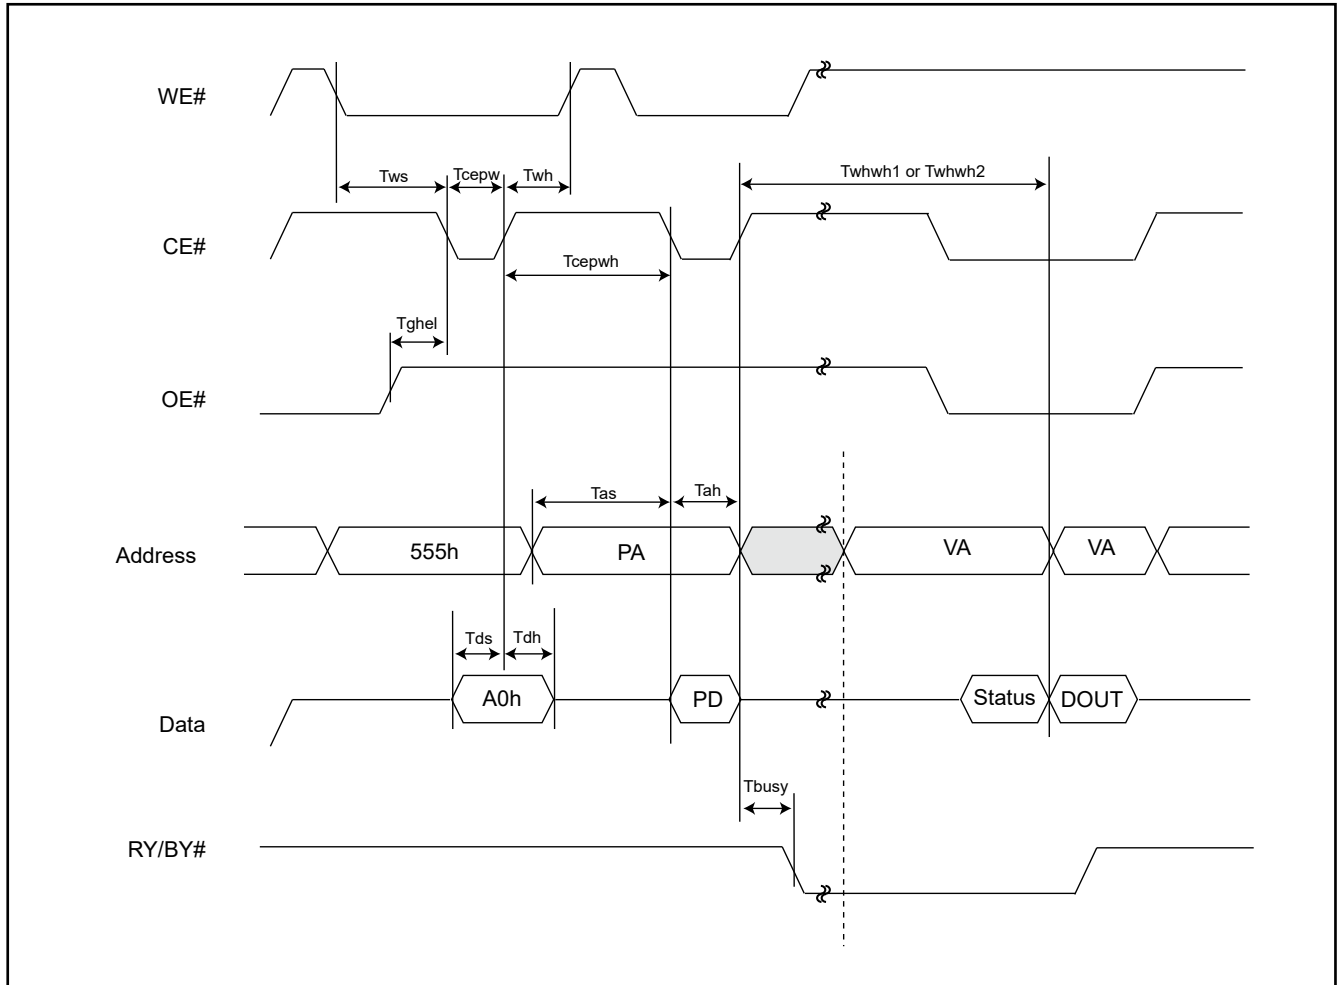 WE#
Tws
Tcepw
Twh
Twhwh1 or Twhwh2
CE#
Tcepwh
Tghel
OE#
Tas
Tah
Address
555h
PA
VA
VA
Tds
Tdh
Data
A0h
PD
Status
DOUT
Tbusy
RY/BY#